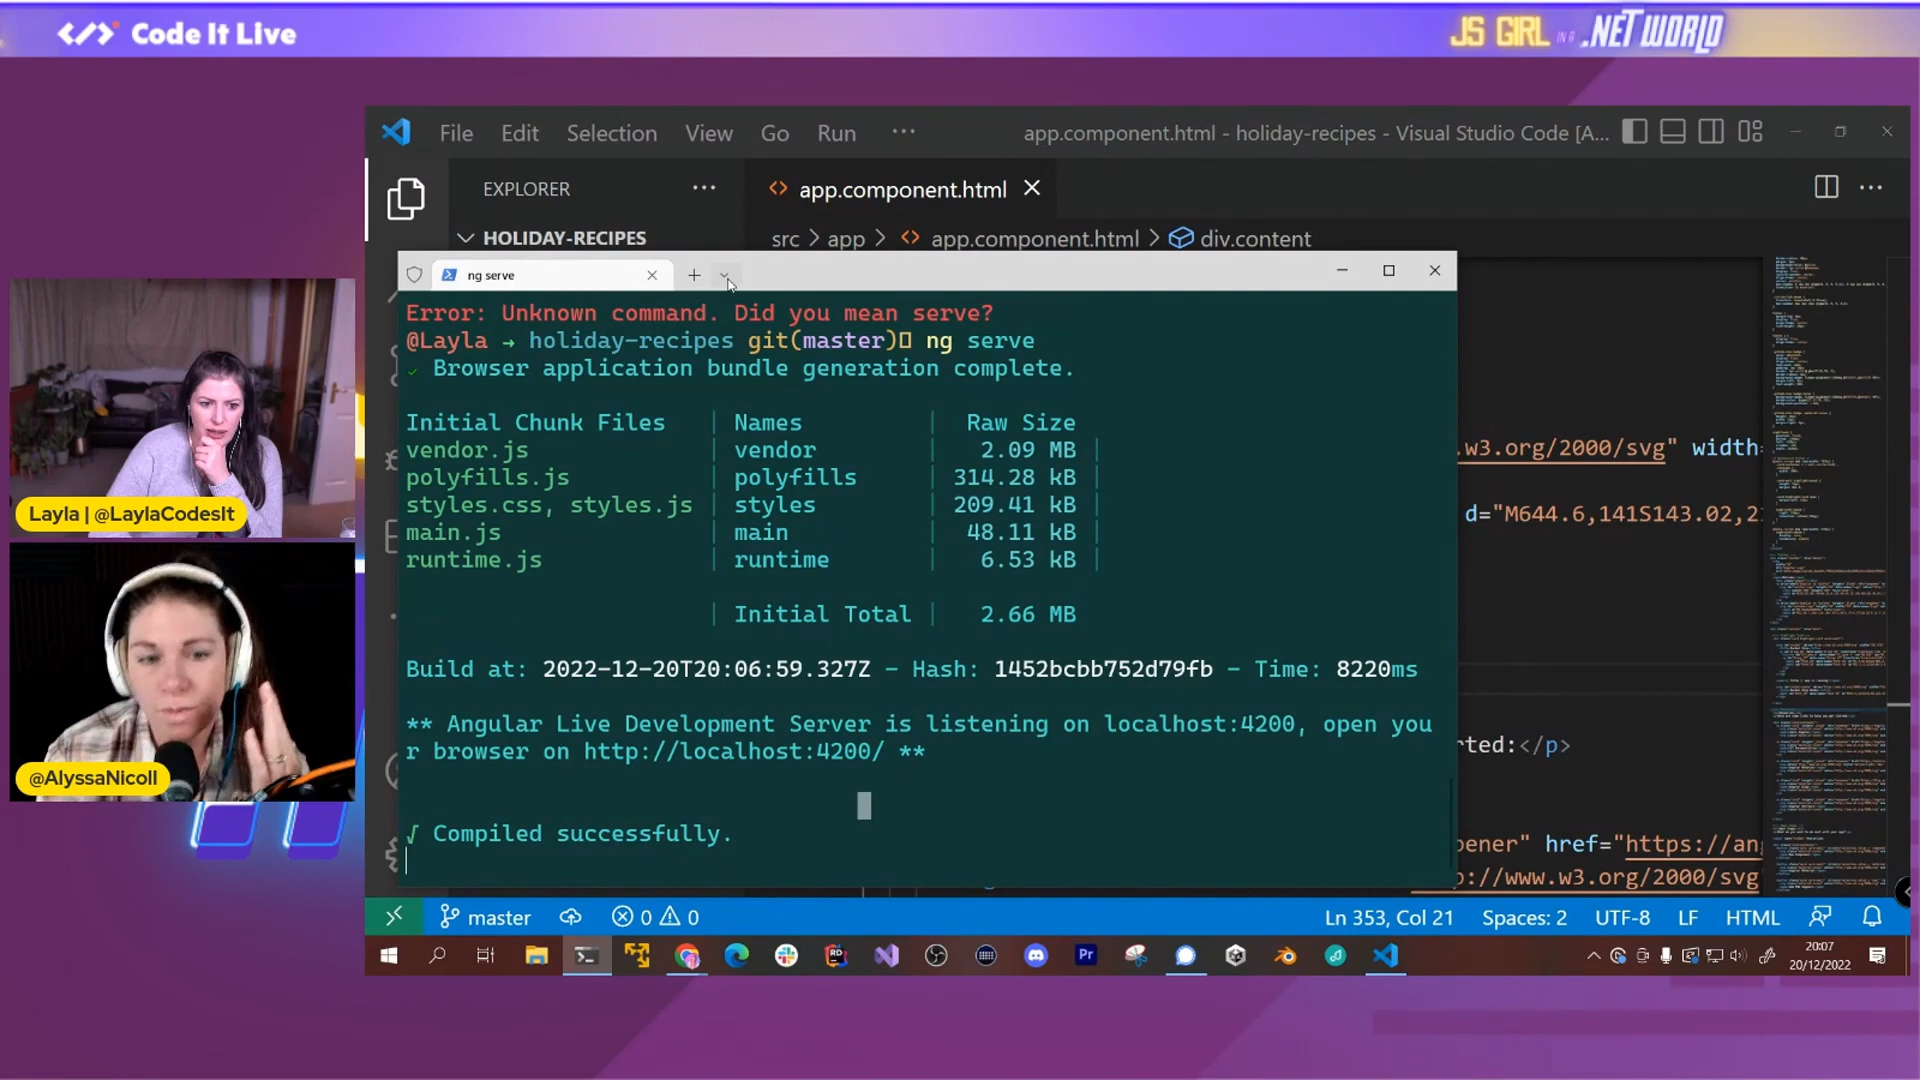 Code It Live
JS GIRL IN A .NET WORLD
File Edit Selection View Go Run ···
app.component.html - holiday-recipes - Visual Studio Code [A...
EXPLORER ···
app.component.html
HOLIDAY-RECIPES
src > app > app.component.html > div.content
ng serve
Error: Unknown command. Did you mean serve?
@Layla → holiday-recipes git(master) ng serve
✓ Browser application bundle generation complete.
Initial Chunk Files | Names | Raw Size
vendor.js | vendor | 2.09 MB |
polyfills.js | polyfills | 314.28 kB |
styles.css, styles.js | styles | 209.41 kB |
main.js | main | 48.11 kB |
runtime.js | runtime | 6.53 kB |
| Initial Total | 2.66 MB
Build at: 2022-12-20T20:06:59.327Z - Hash: 1452bcbb752d79fb - Time: 8220ms
** Angular Live Development Server is listening on localhost:4200, open you
r browser on http://localhost:4200/ **
√ Compiled successfully.
.w3.org/2000/svg" width=
d="M644.6,141S143.02,2
rted:</p>
pener" href="https://an
p://www.w3.org/2000/svg
Layla | @LaylaCodesIt
@AlyssaNicoll
master
0 0
Ln 353, Col 21
Spaces: 2
UTF-8
LF
HTML
RD
Pr
20:07
20/12/2022